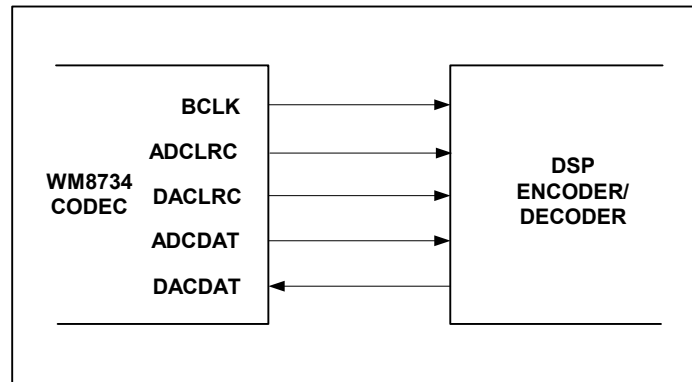 BCLK
ADCLRC
WM8734
CODEC
DACLRC
ADCDAT
DACDAT
DSP
ENCODER/
DECODER